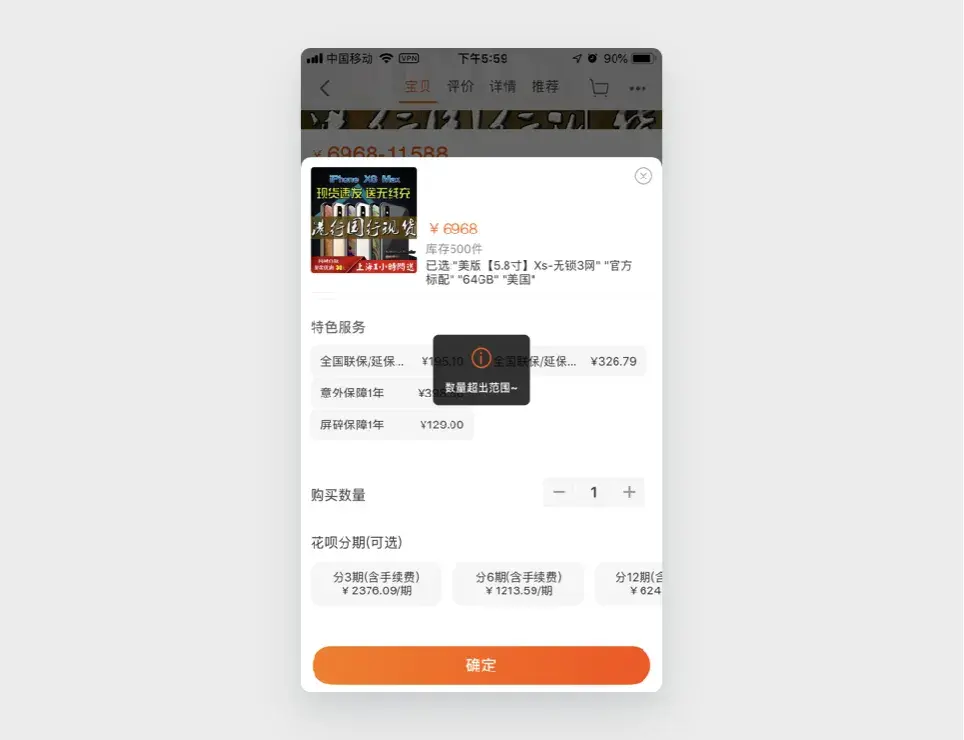 中国移动 VPN 下午5:59 90%
宝贝 评价 详情 推荐
¥ 6968-11588
iPhone XS Max
现货速发 送无线充
港行国行现货
上海1小時閃送
¥ 6968
库存500件
已选:"美版【5.8寸】Xs-无锁3网" "官方
标配" "64GB" "美国"
特色服务
全国联保/延保... ¥195.10 全国联保/延保... ¥326.79
数量超出范围~
意外保障1年
屏碎保障1年 ¥129.00
购买数量 1
花呗分期(可选)
分3期(含手续费) 分6期(含手续费) 分12期(含
¥ 2376.09/期 ¥ 1213.59/期 ¥ 624
确定